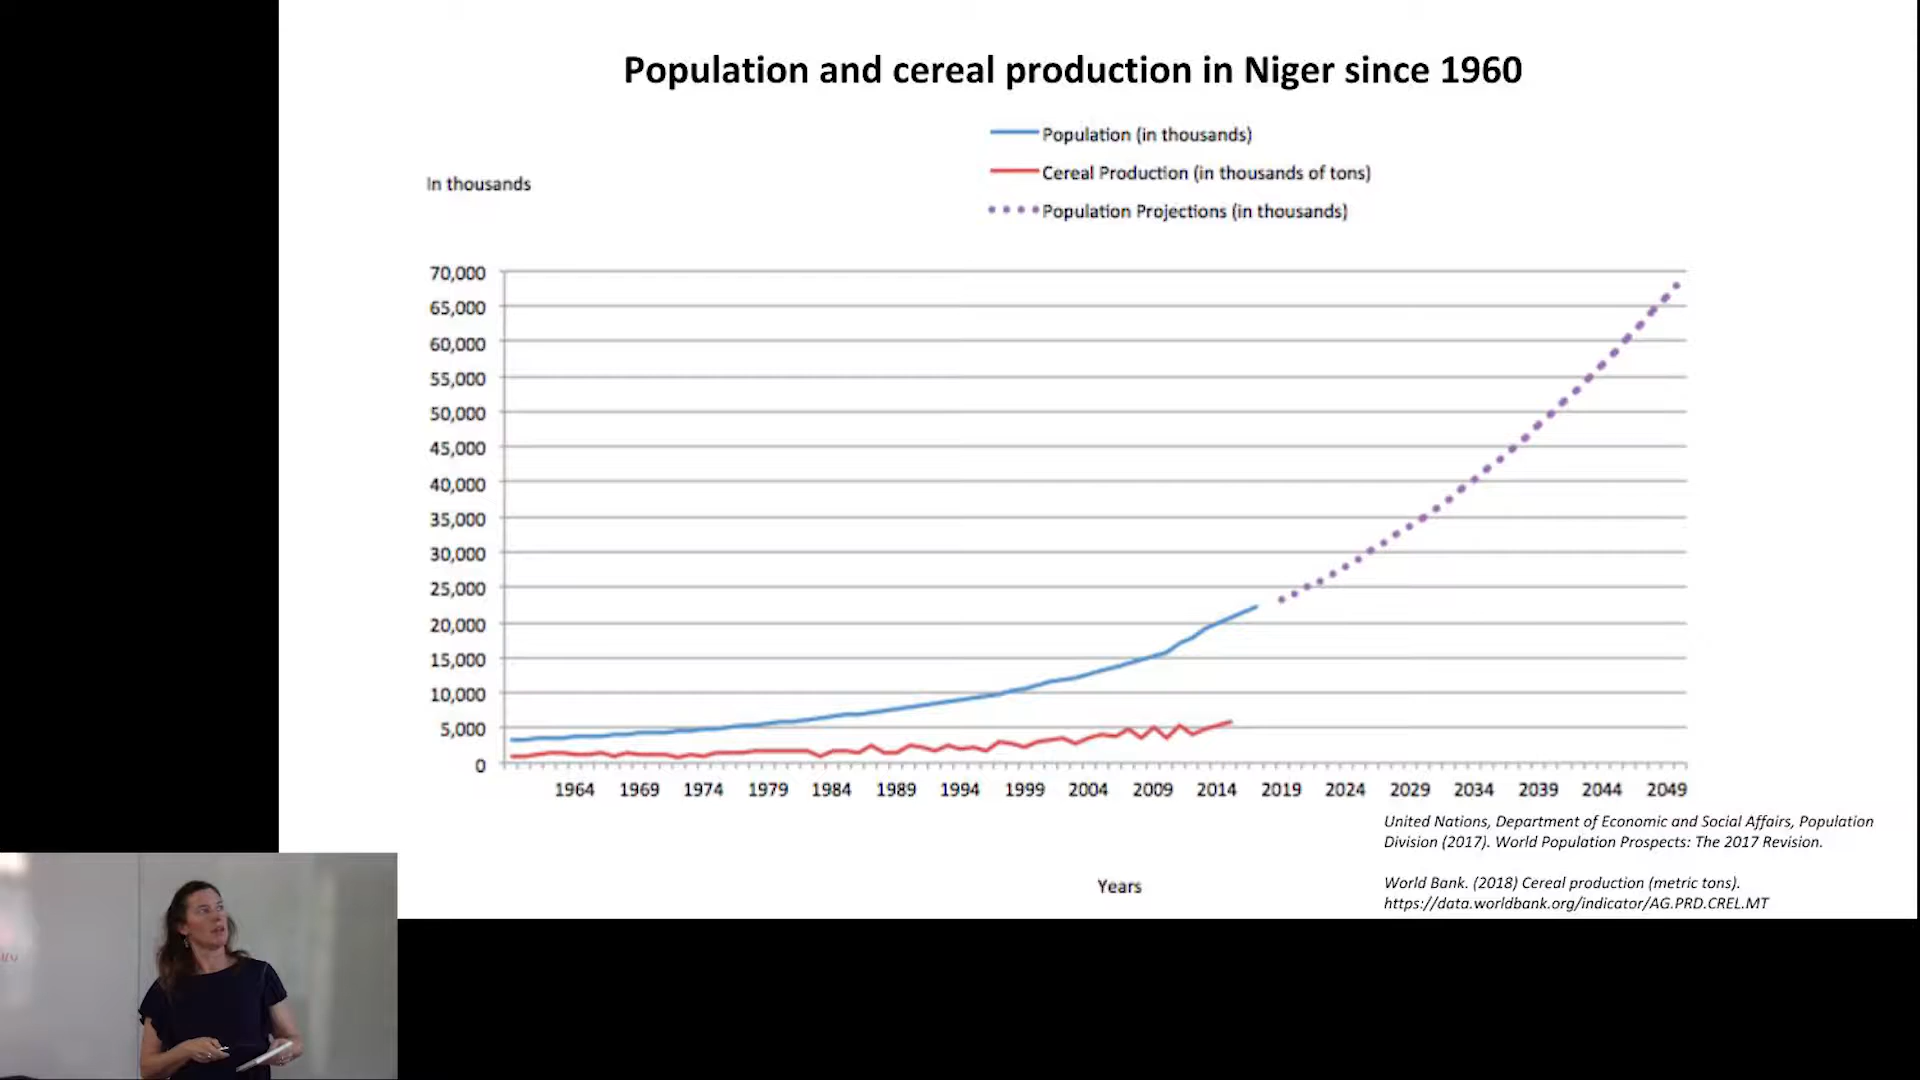 Population and cereal production in Niger since 1960
Population (in thousands)
Cereal Production (in thousands of tons)
Population Projections (in thousands)
In thousands
70,000
65,000
60,000
55,000
50,000
45,000
40,000
35,000
30,000
25,000
20,000
15,000
10,000
5,000
0
1964 1969 1974 1979 1984 1989 1994 1999 2004 2009 2014 2019 2024 2029 2034 2039 2044 2049
Years
United Nations, Department of Economic and Social Affairs, Population
Division (2017). World Population Prospects: The 2017 Revision.
World Bank. (2018) Cereal production (metric tons).
https://data.worldbank.org/indicator/AG.PRD.CREL.MT